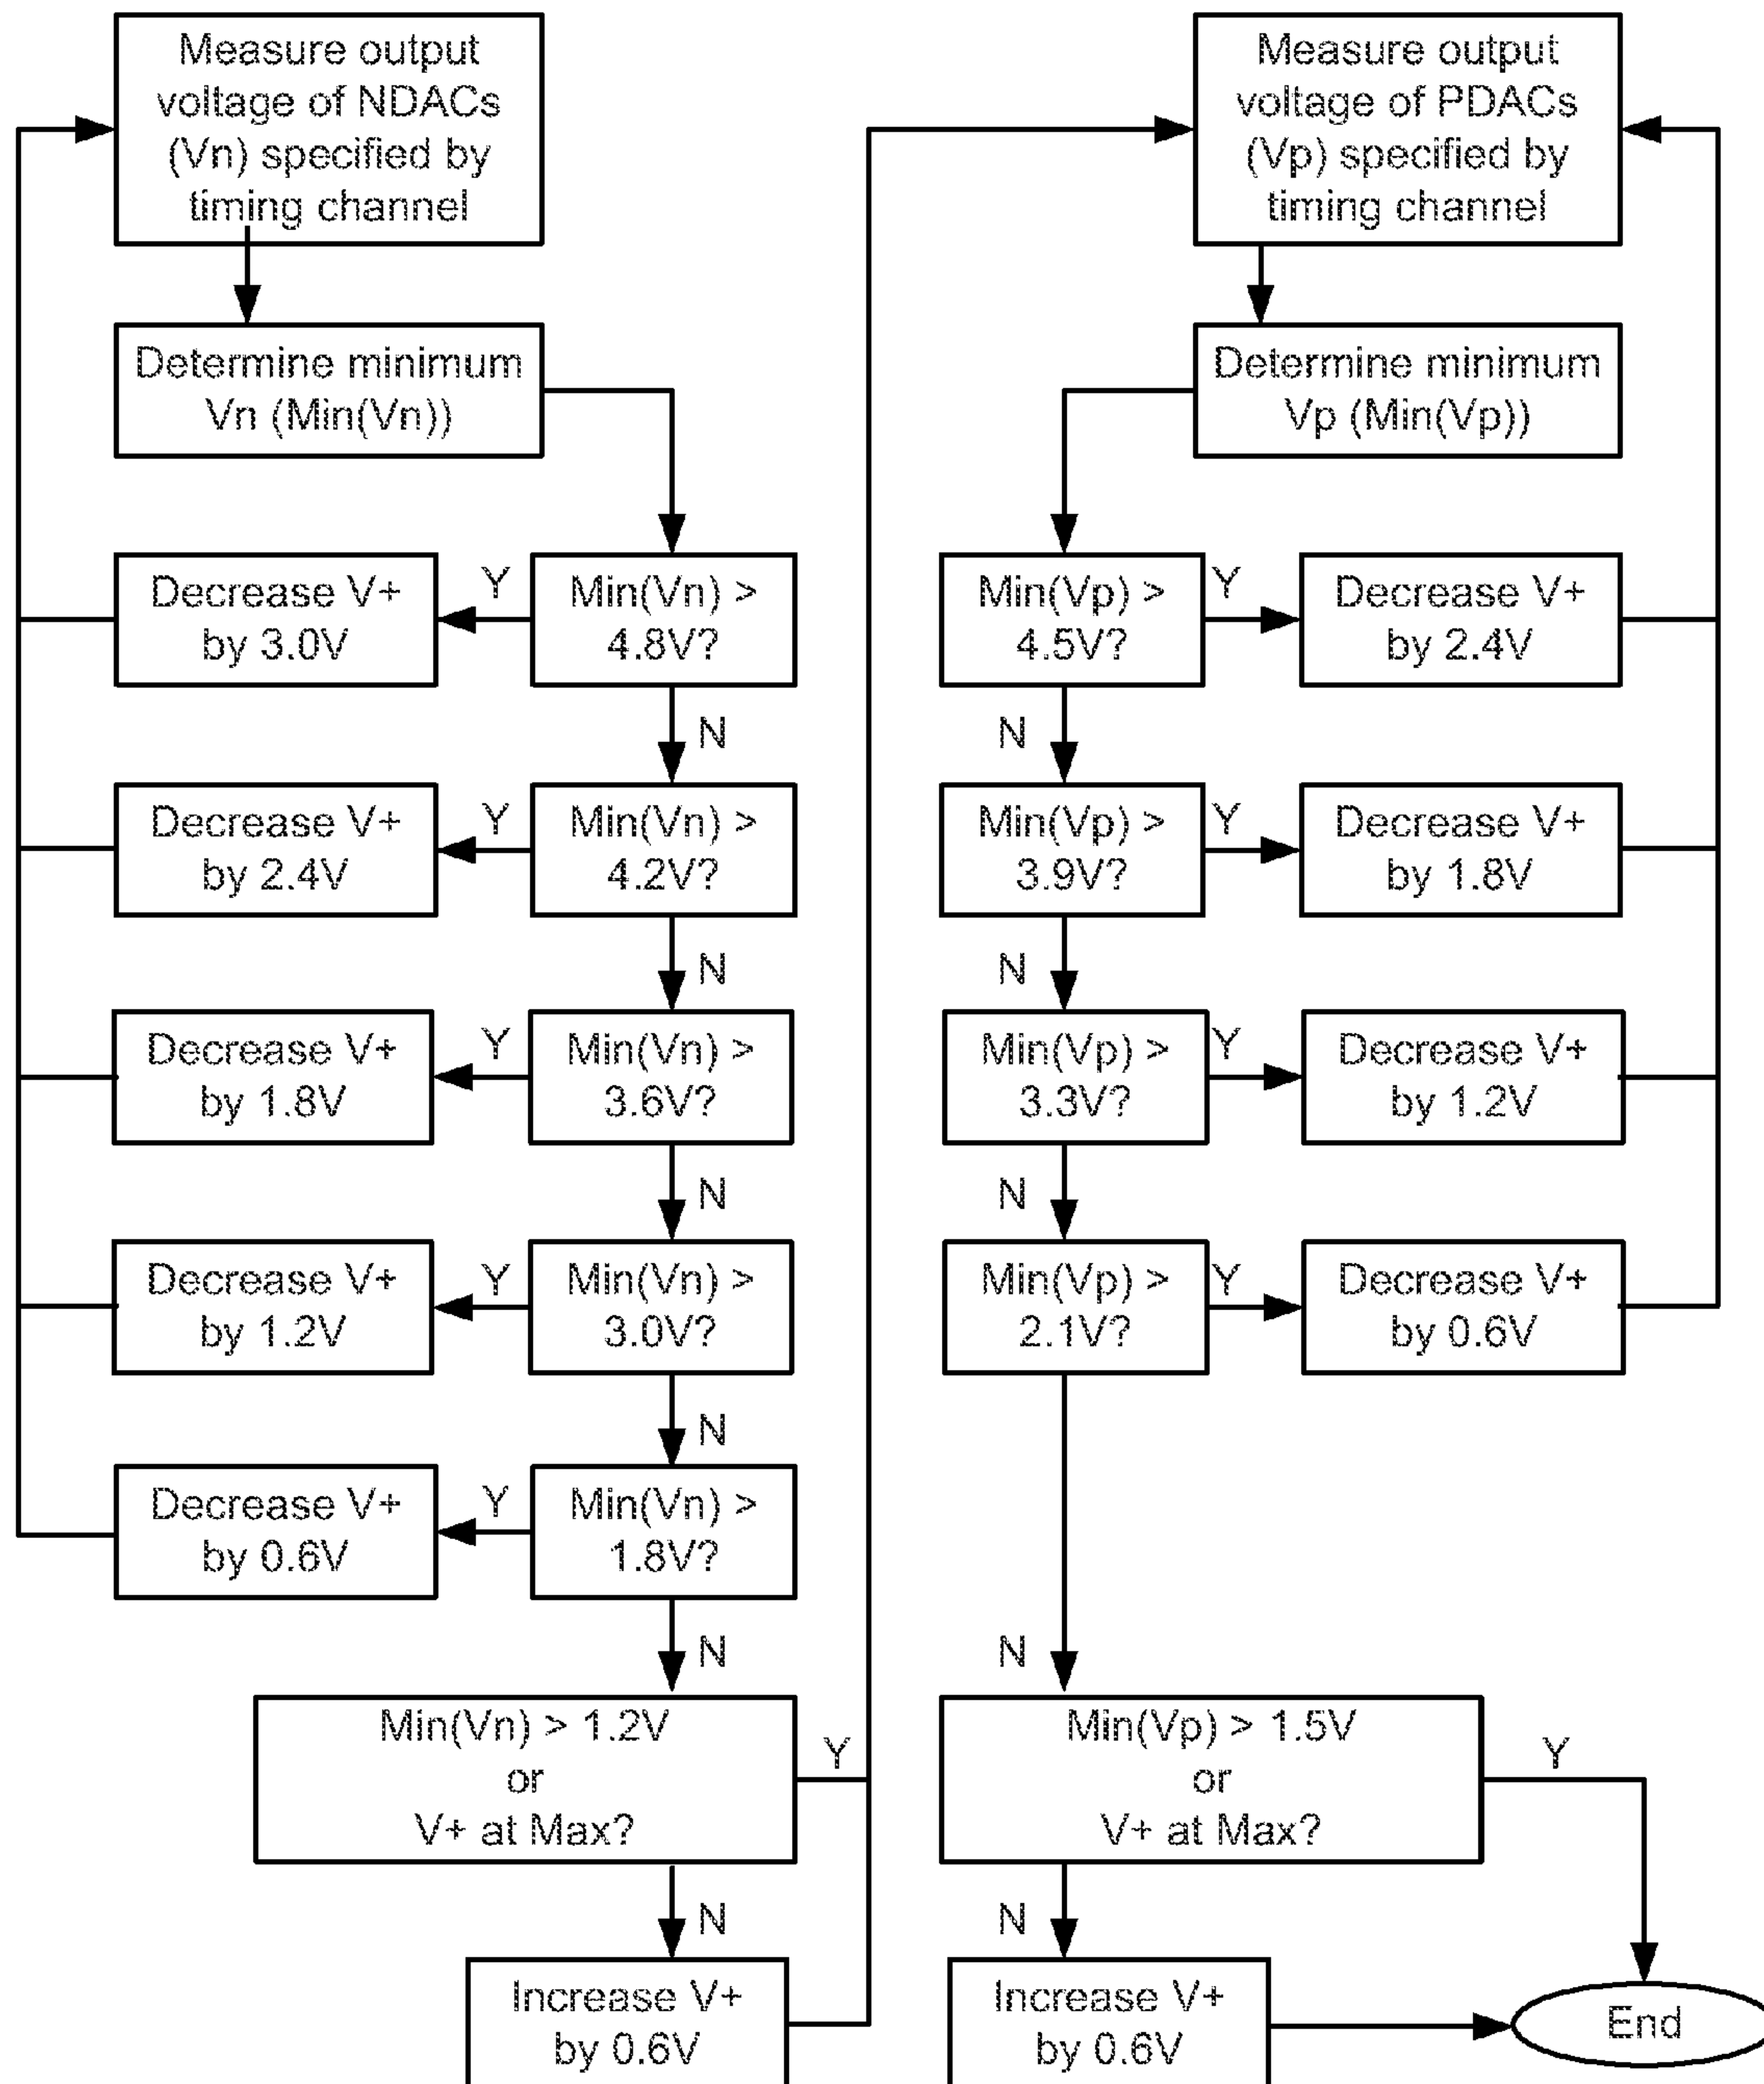 Measure output
voltage of NDACs
(Vn) specified by
timing channel
Determine minimum
Vn (Min(Vn))
Min(Vn) >
4.8V?
Y
Decrease V+
by 3.0V
N
Min(Vn) >
4.2V?
Y
Decrease V+
by 2.4V
N
Min(Vn) >
3.6V?
Y
Decrease V+
by 1.8V
N
Min(Vn) >
3.0V?
Y
Decrease V+
by 1.2V
N
Min(Vn) >
1.8V?
Y
Decrease V+
by 0.6V
N
Min(Vn) > 1.2V
or
V+ at Max?
Y
N
Increase V+
by 0.6V
Measure output
voltage of PDACs
(Vp) specified by
timing channel
Determine minimum
Vp (Min(Vp))
Min(Vp) >
4.5V?
Y
Decrease V+
by 2.4V
N
Min(Vp) >
3.9V?
Y
Decrease V+
by 1.8V
N
Min(Vp) >
3.3V?
Y
Decrease V+
by 1.2V
N
Min(Vp) >
2.1V?
Y
Decrease V+
by 0.6V
N
Min(Vp) > 1.5V
or
V+ at Max?
Y
N
Increase V+
by 0.6V
End